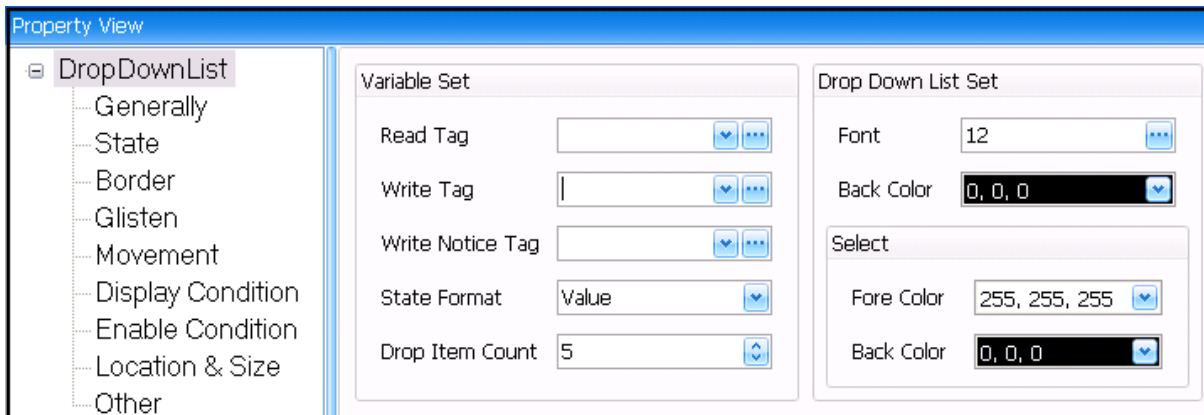 Property View
DropDownList
Generally
State
Border
Glisten
Movement
Display Condition
Enable Condition
Location & Size
Other
Variable Set
Read Tag
Write Tag
Write Notice Tag
State Format Value
Drop Item Count 5
Drop Down List Set
Font 12
Back Color 0, 0, 0
Select
Fore Color 255, 255, 255
Back Color 0, 0, 0